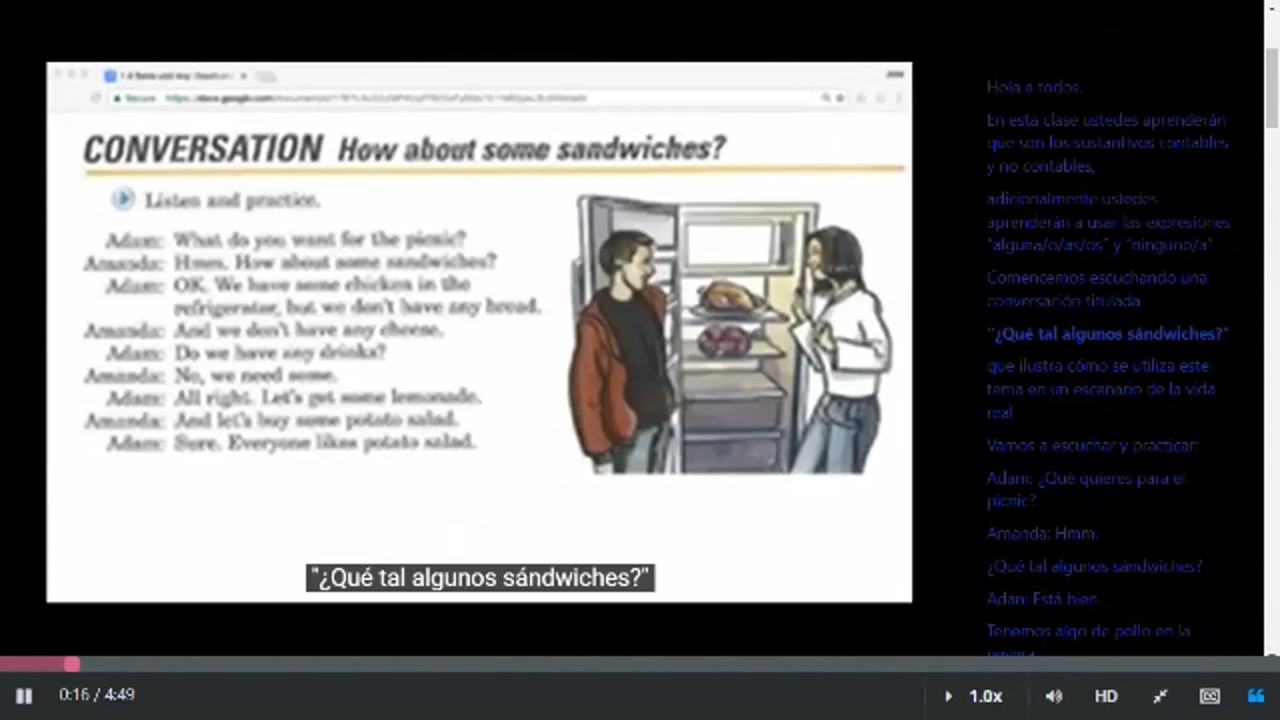 CONVERSATION How about some sandwiches?
Listen and practice.
Adam: What do you want for the picnic?
Amanda: Hmm. How about some sandwiches?
Adam: OK. We have some chicken in the
refrigerator, but we don't have any bread.
Amanda: And we don't have any cheese.
Adam: Do we have any drinks?
Amanda: No, we need some.
Adam: All right. Let's get some lemonade.
Amanda: And let's buy some potato salad.
Adam: Sure. Everyone likes potato salad.
"¿Qué tal algunos sándwiches?"
Hola a todos.
En esta clase ustedes aprenderán
que son los sustantivos contables
y no contables,
adicionalmente ustedes
aprenderán a usar las expresiones
"alguna/o/as/os" y "ninguno/a"
Comencemos escuchando una
conversación titulada
"¿Qué tal algunos sándwiches?"
que ilustra cómo se utiliza este
tema en un escenario de la vida
real
Vamos a escuchar y practicar:
Adam: ¿Qué quieres para el
picnic?
Amanda: Hmm.
¿Qué tal algunos sándwiches?
Adan: Está bien.
Tenemos algo de pollo en la
0:16 / 4:49
1.0x
HD